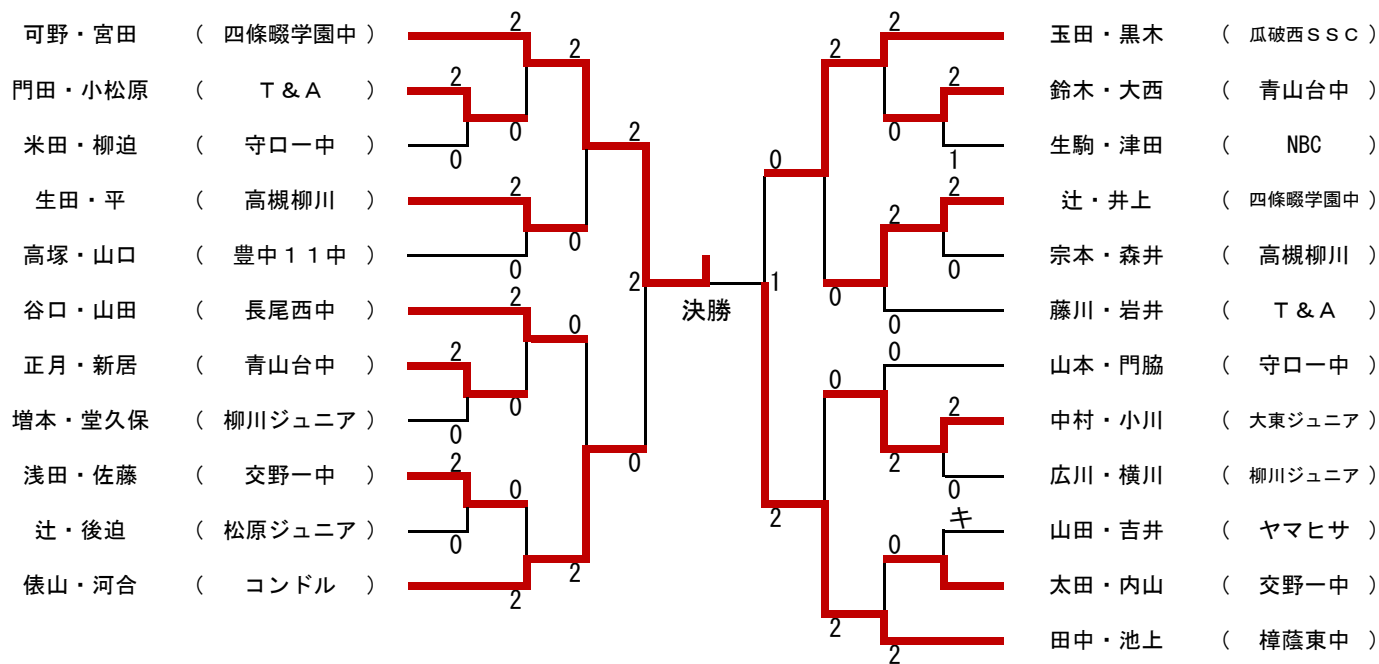 可野・宮田 （ 四條畷学園中 ）
門田・小松原 （ Ｔ＆Ａ ）
米田・柳迫 （ 守口一中 ）
生田・平 （ 高槻柳川 ）
高塚・山口 （ 豊中１１中 ）
谷口・山田 （ 長尾西中 ）
正月・新居 （ 青山台中 ）
増本・堂久保 （ 柳川ジュニア ）
浅田・佐藤 （ 交野一中 ）
辻・後迫 （ 松原ジュニア ）
俵山・河合 （ コンドル ）
2
2
2
0
0
2
2
0
0
2
0
2
0
0
2
0
0
2
2
0
2
決勝
1
0
2
2
2
0
1
2
2
0
0
0
0
0
2
2
0
キ
2
0
2
2
玉田・黒木 （ 瓜破西ＳＳＣ ）
鈴木・大西 （ 青山台中 ）
生駒・津田 （ NBC ）
辻・井上 （ 四條畷学園中 ）
宗本・森井 （ 高槻柳川 ）
藤川・岩井 （ Ｔ＆Ａ ）
山本・門脇 （ 守口一中 ）
中村・小川 （ 大東ジュニア ）
広川・横川 （ 柳川ジュニア ）
山田・吉井 （ ヤマヒサ ）
太田・内山 （ 交野一中 ）
田中・池上 （ 樟蔭東中 ）